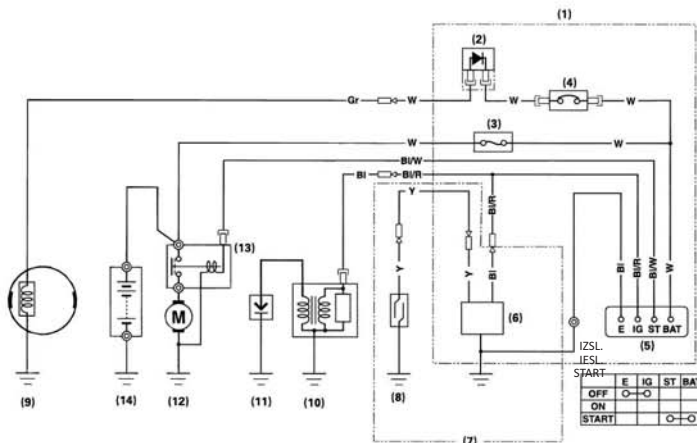 (1)
(2)
(4)
Gr W W W
(3)
W W
Bl/W
Bl Bl/R
Y
Bl/R
(13)
Y Y Bl
Bl Bl/R Bl/W W
M
(6)
E IG ST BAT
(5)
IZSL.
IESL.
START
E IG ST BAT
OFF
ON
START
(9) (14) (12) (11) (10) (8)
(7)